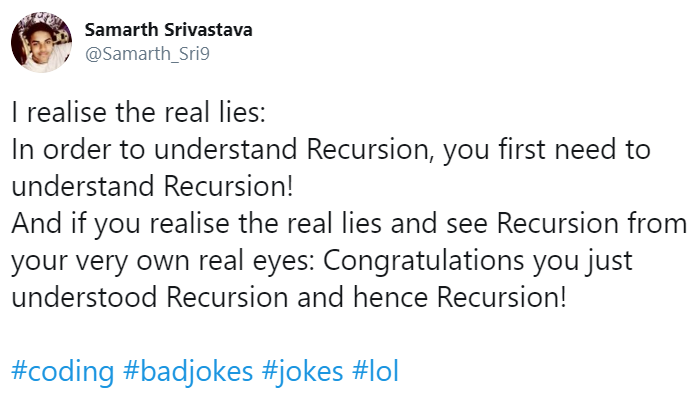 Samarth Srivastava
@Samarth_Sri9
I realise the real lies:
In order to understand Recursion, you first need to
understand Recursion!
And if you realise the real lies and see Recursion from
your very own real eyes: Congratulations you just
understood Recursion and hence Recursion!
#coding #badjokes #jokes #lol